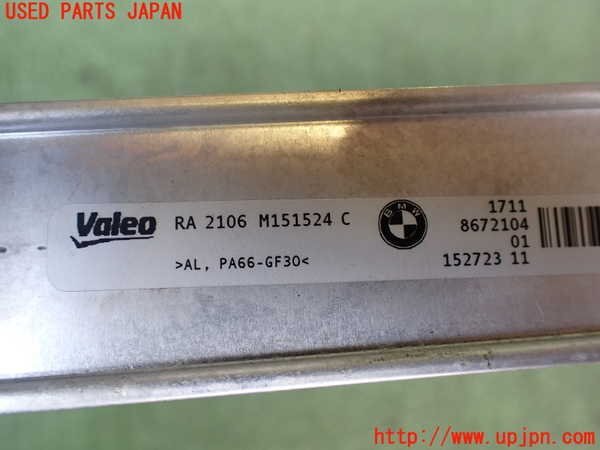 USED PARTS JAPAN
Valeo RA 2106 M151524 C
>AL, PA66-GF30<
BMW
1711
8672104
01
152723 11
http://www.upjpn.com/